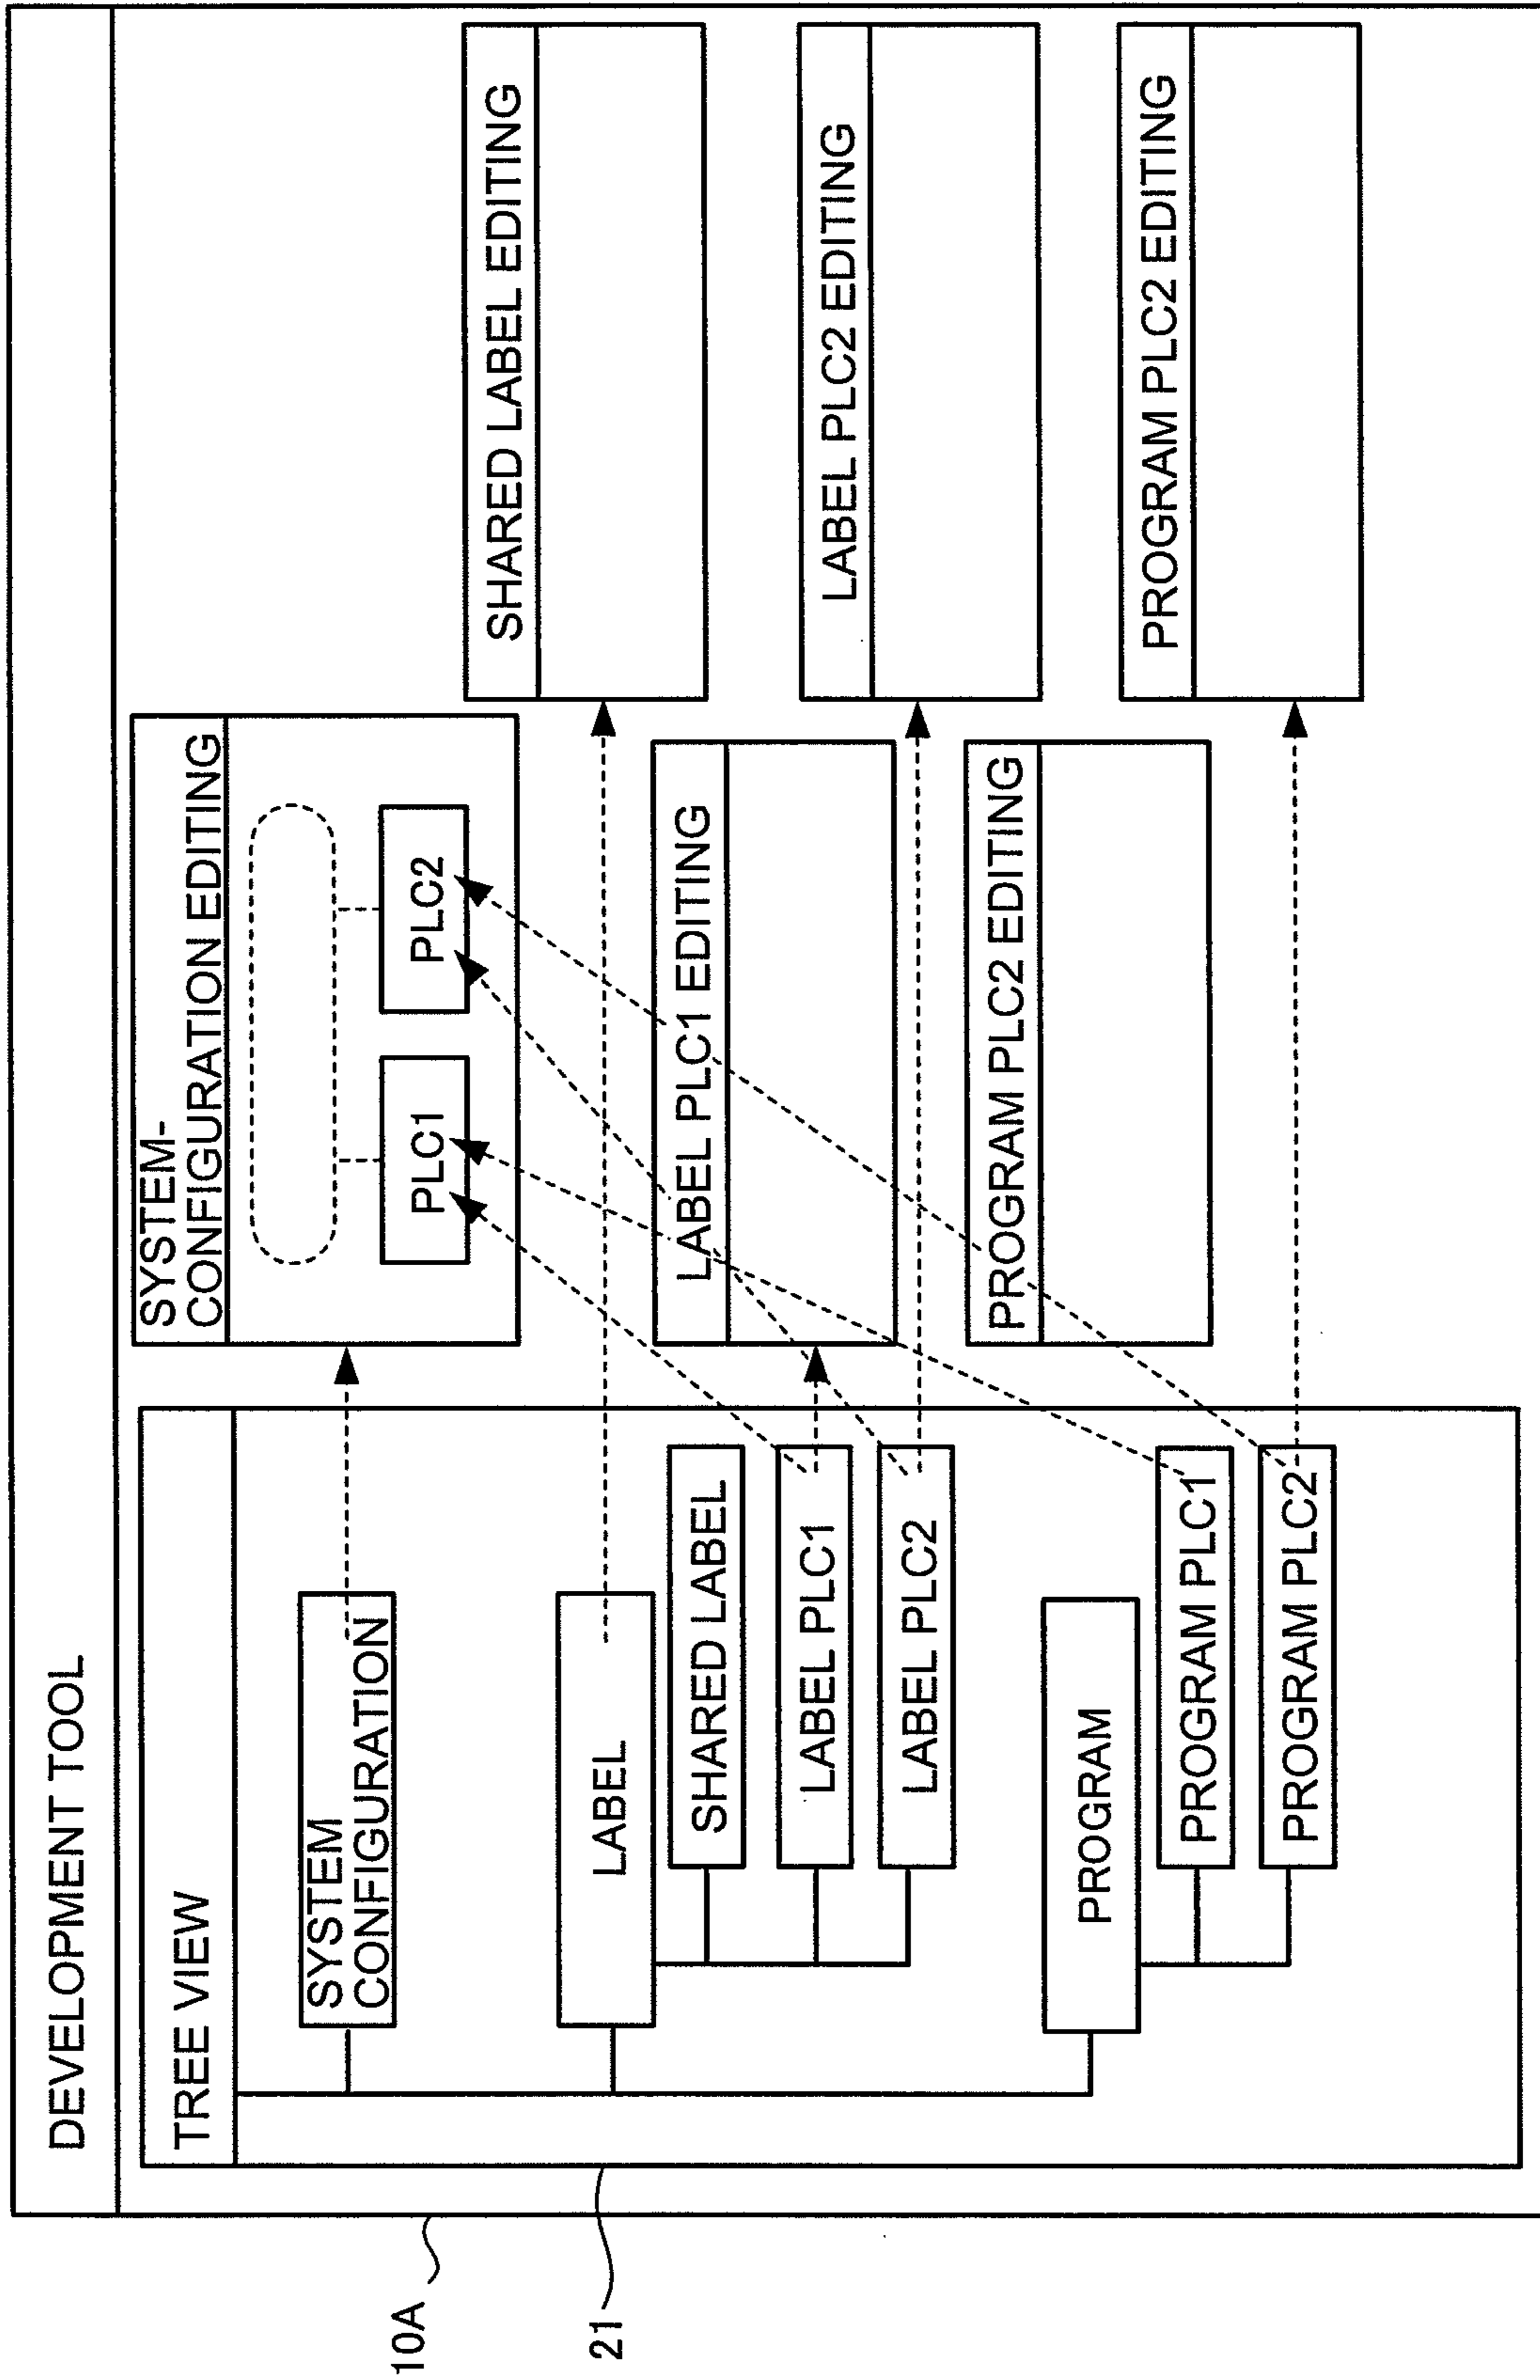 DEVELOPMENT TOOL
TREE VIEW
SYSTEM
CONFIGURATION
LABEL
SHARED LABEL
LABEL PLC1
LABEL PLC2
PROGRAM
PROGRAM PLC1
PROGRAM PLC2
SYSTEM-
CONFIGURATION EDITING
PLC1
PLC2
SHARED LABEL EDITING
LABEL PLC1 EDITING
LABEL PLC2 EDITING
PROGRAM PLC2 EDITING
PROGRAM PLC2 EDITING
10A
21